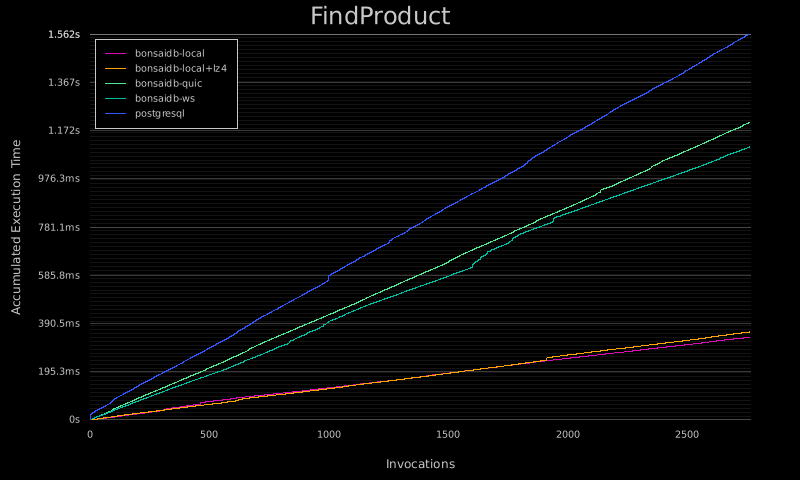 FindProduct
1.562s
1.367s
1.172s
976.3ms
781.1ms
585.8ms
390.5ms
195.3ms
0s
bonsaidb-local
bonsaidb-local+lz4
bonsaidb-quic
bonsaidb-ws
postgresql
Accumulated Execution Time
0 500 1000 1500 2000 2500
Invocations